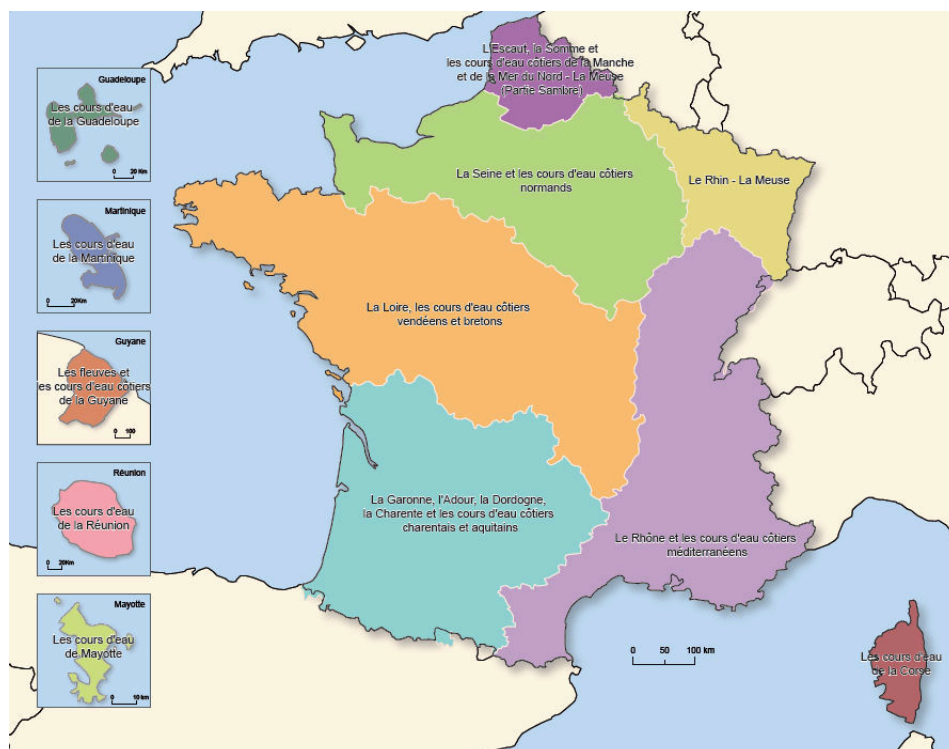 L'Escaut, la Somme et
les cours d'eau côtiers de la Manche
et de la Mer du Nord - La Meuse
(Partie Sambre)
La Seine et les cours d'eau côtiers
normands
Le Rhin - La Meuse
La Loire, les cours d'eau côtiers
vendéens et bretons
La Garonne, l'Adour, la Dordogne,
la Charente et les cours d'eau côtiers
charentais et aquitains
Le Rhône et les cours d'eau côtiers
méditerranéens
Les cours d'eau
de la Corse
0 50 100 km
Guadeloupe
Les cours d'eau
de la Guadeloupe
0 20 Km
Martinique
Les cours d'eau
de la Martinique
0 20Km
Guyane
Les fleuves et
les cours d'eau côtiers
de la Guyane
0 100
Réunion
Les cours d'eau
de la Réunion
0 20Km
Mayotte
Les cours d'eau
de Mayotte
0 10 km